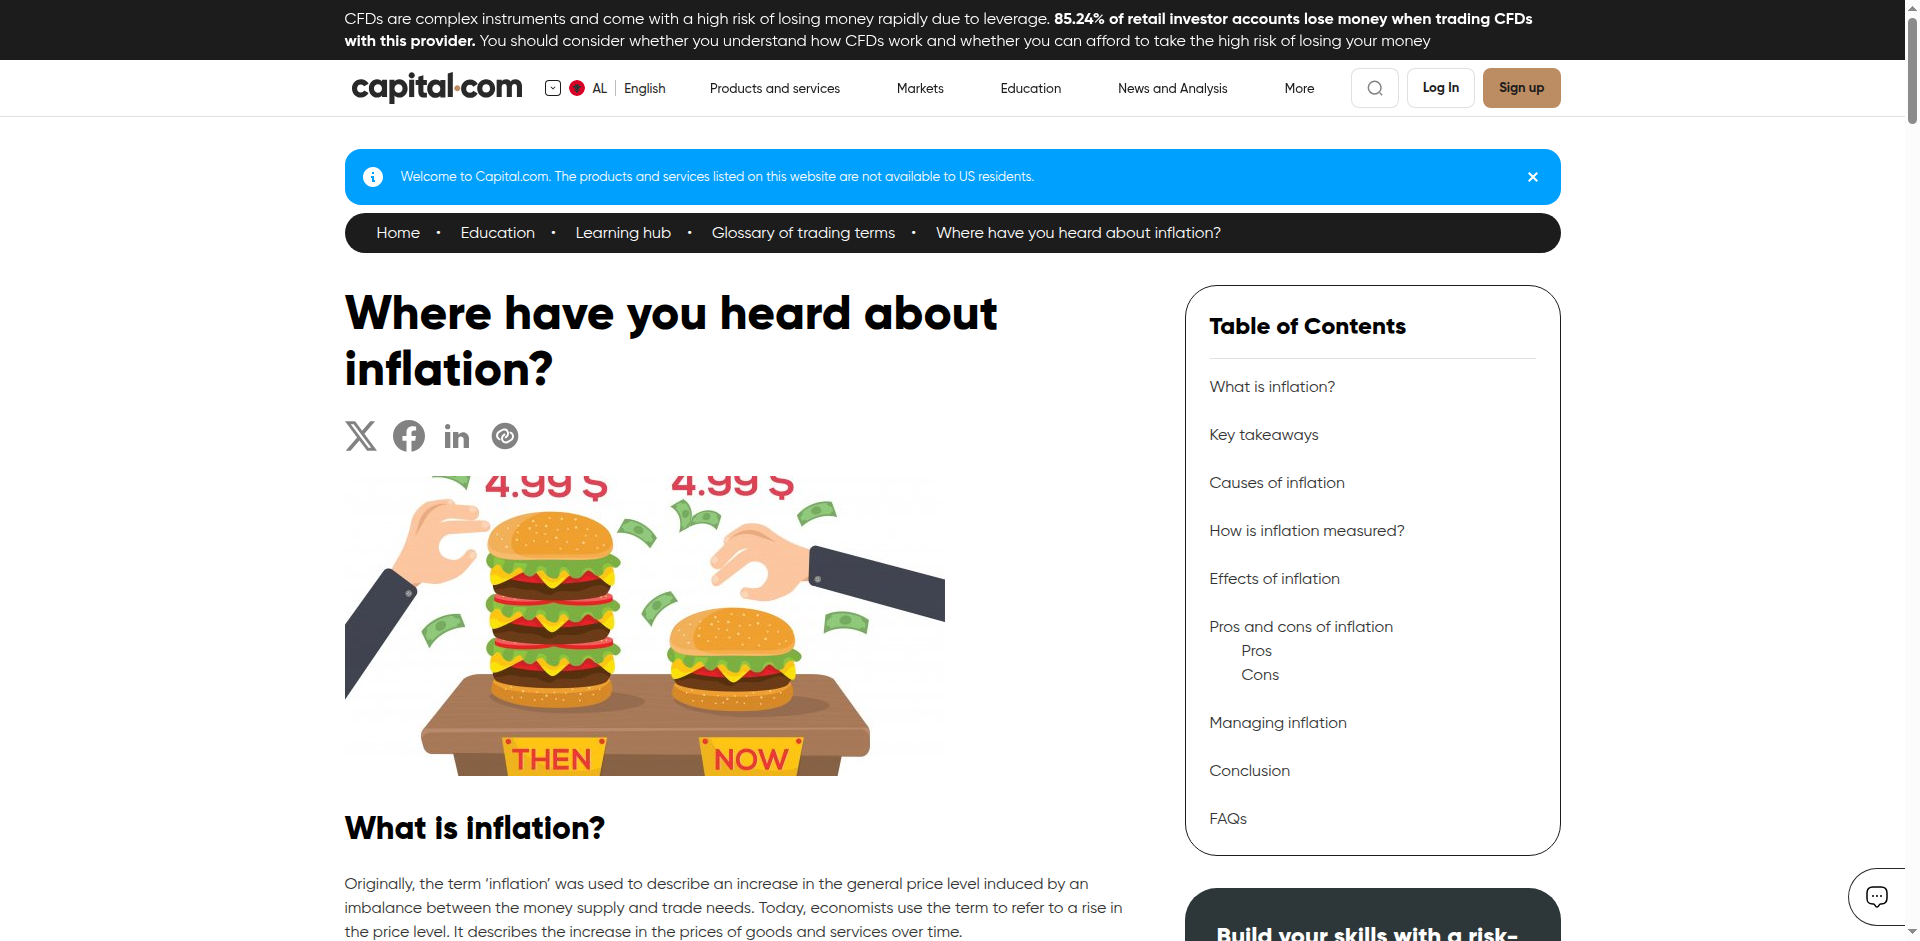 CFDs are complex instruments and come with a high risk of losing money rapidly due to leverage. 85.24% of retail investor accounts lose money when trading CFDs
with this provider. You should consider whether you understand how CFDs work and whether you can afford to take the high risk of losing your money
capital.com
AL English
Products and services
Markets
Education
News and Analysis
More
Log In
Sign up
Welcome to Capital.com. The products and services listed on this website are not available to US residents.
Home • Education • Learning hub • Glossary of trading terms • Where have you heard about inflation?
Where have you heard about
inflation?
4.99 $ 4.99 $
THEN NOW
What is inflation?
Originally, the term ‘inflation’ was used to describe an increase in the general price level induced by an
imbalance between the money supply and trade needs. Today, economists use the term to refer to a rise in
the price level. It describes the increase in the prices of goods and services over time.
Table of Contents
What is inflation?
Key takeaways
Causes of inflation
How is inflation measured?
Effects of inflation
Pros and cons of inflation
Pros
Cons
Managing inflation
Conclusion
FAQs
Build your skills with a risk-